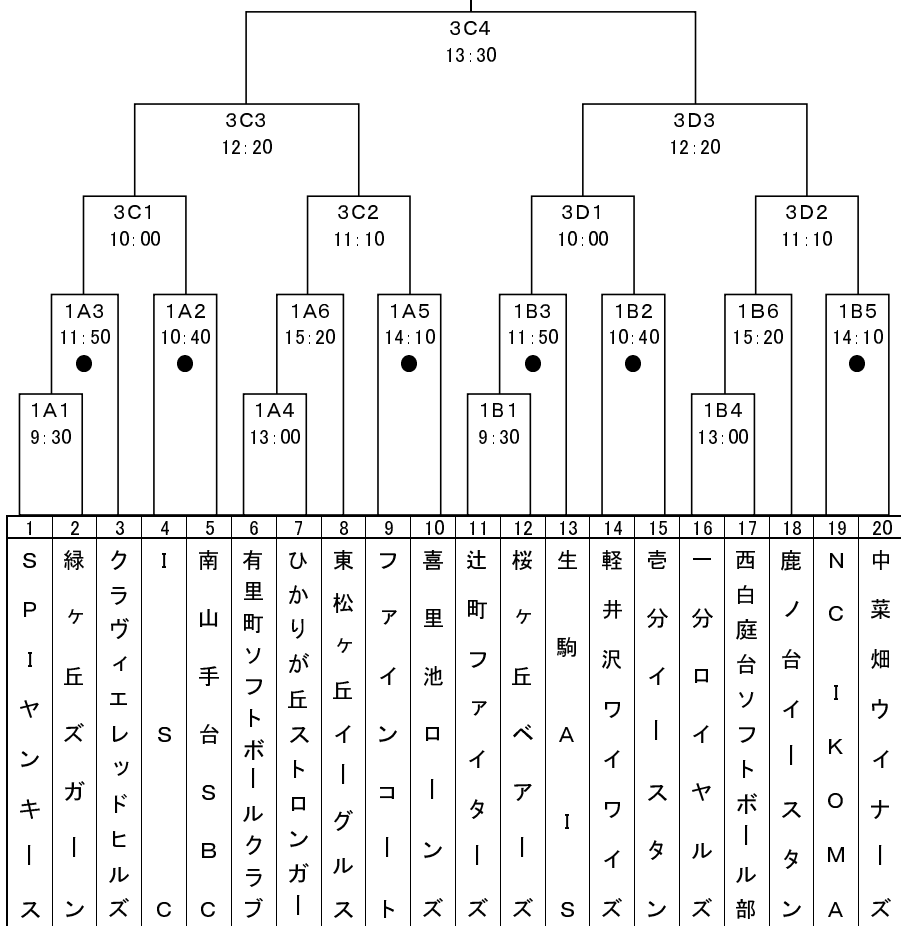 3C4
13:30
3C3
12:20
3D3
12:20
3C1
10:00
3C2
11:10
3D1
10:00
3D2
11:10
1A3
11:50
●
1A2
10:40
●
1A6
15:20
1A5
14:10
●
1B3
11:50
●
1B2
10:40
●
1B6
15:20
1B5
14:10
●
1A1
9:30
1A4
13:00
1B1
9:30
1B4
13:00
1 2 3 4 5 6 7 8 9 10 11 12 13 14 15 16 17 18 19 20
SPIヤンキース
緑ヶ丘ズガーン
クラヴィエレッドヒルズ
ISC
南山手台SBC
有里町ソフトボールクラブ
ひかりが丘ストロンガー
東松ヶ丘イーグルス
ファインコート
喜里池ローンズ
辻町ファイターズ
桜ヶ丘ベアーズ
生駒AIS
軽井沢ワイワイズ
壱分イースタン
一分ロイヤルズ
西白庭台ソフトボール部
鹿ノ台イースタン
NCIKOMA
中菜畑ウイナーズ